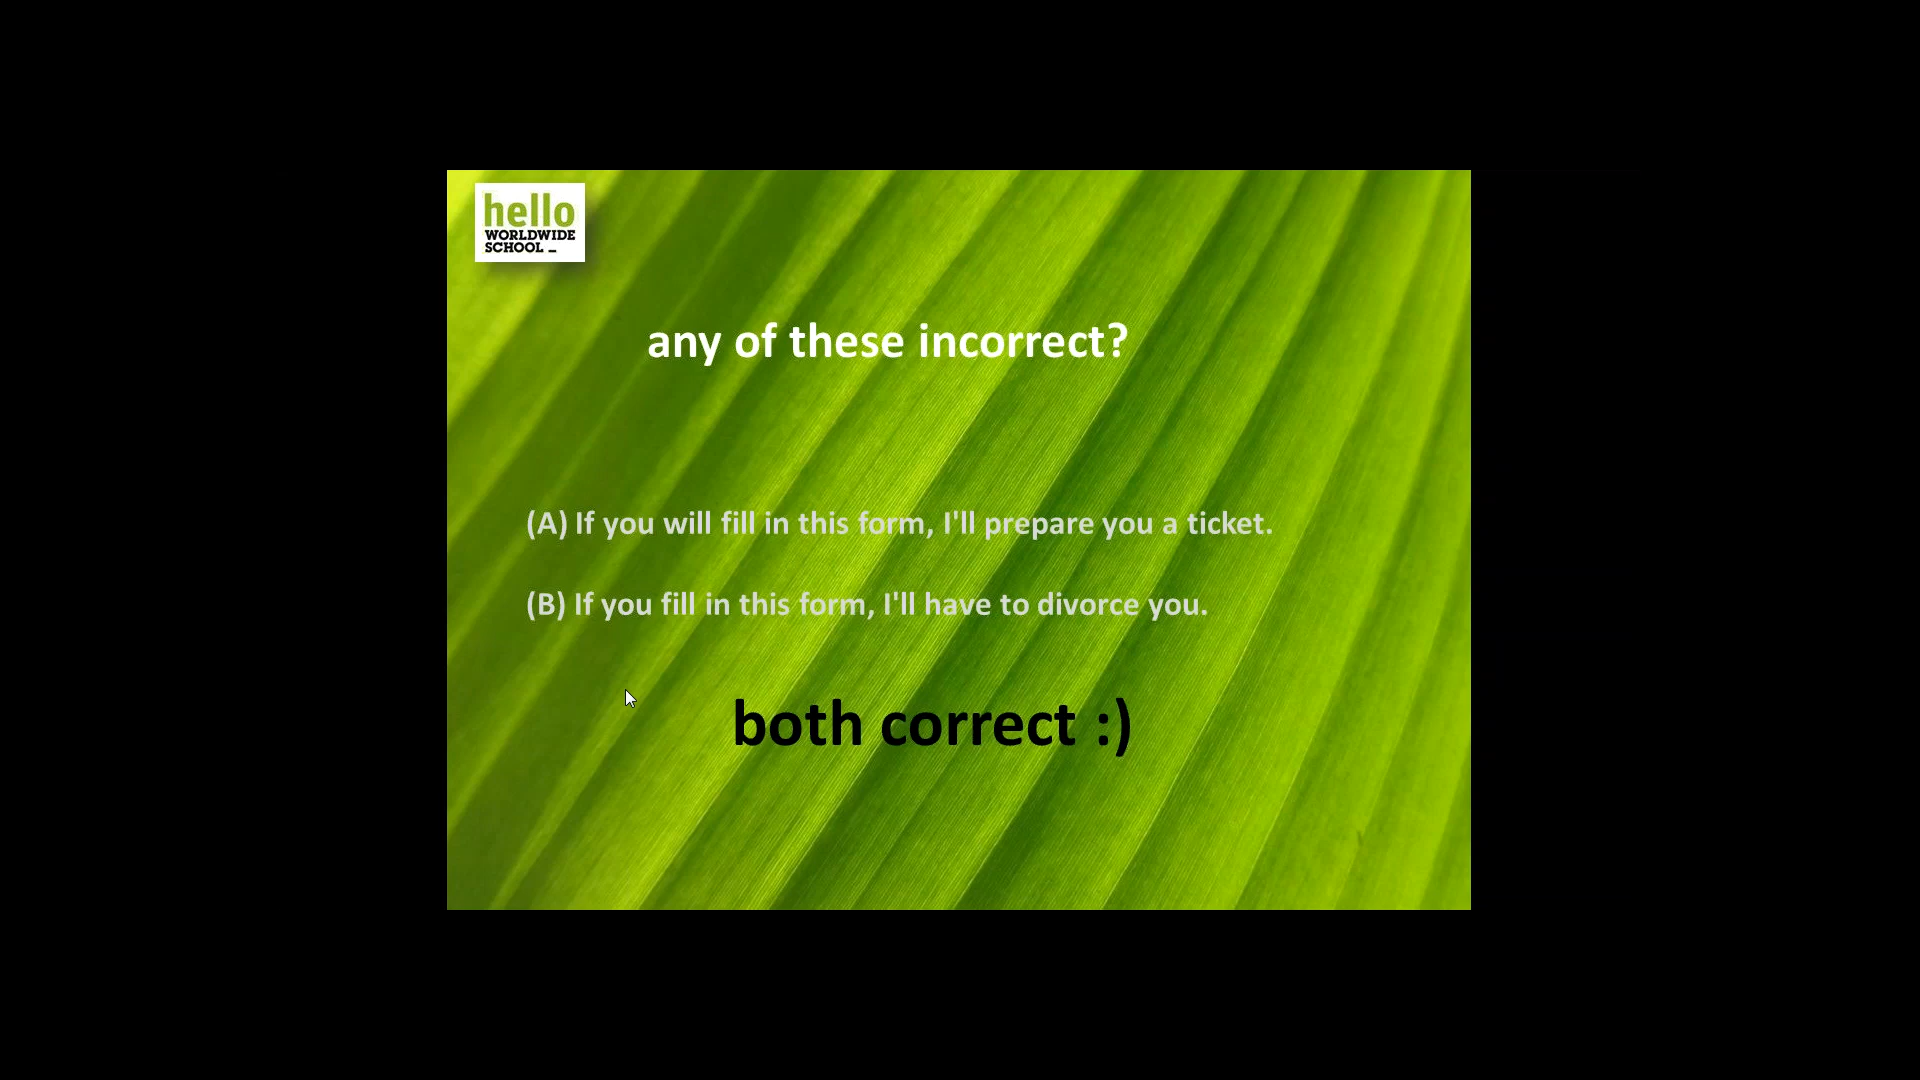 hello
WORLDWIDE
SCHOOL _
any of these incorrect?
(A) If you will fill in this form, I'll prepare you a ticket.
(B) If you fill in this form, I'll have to divorce you.
both correct :)